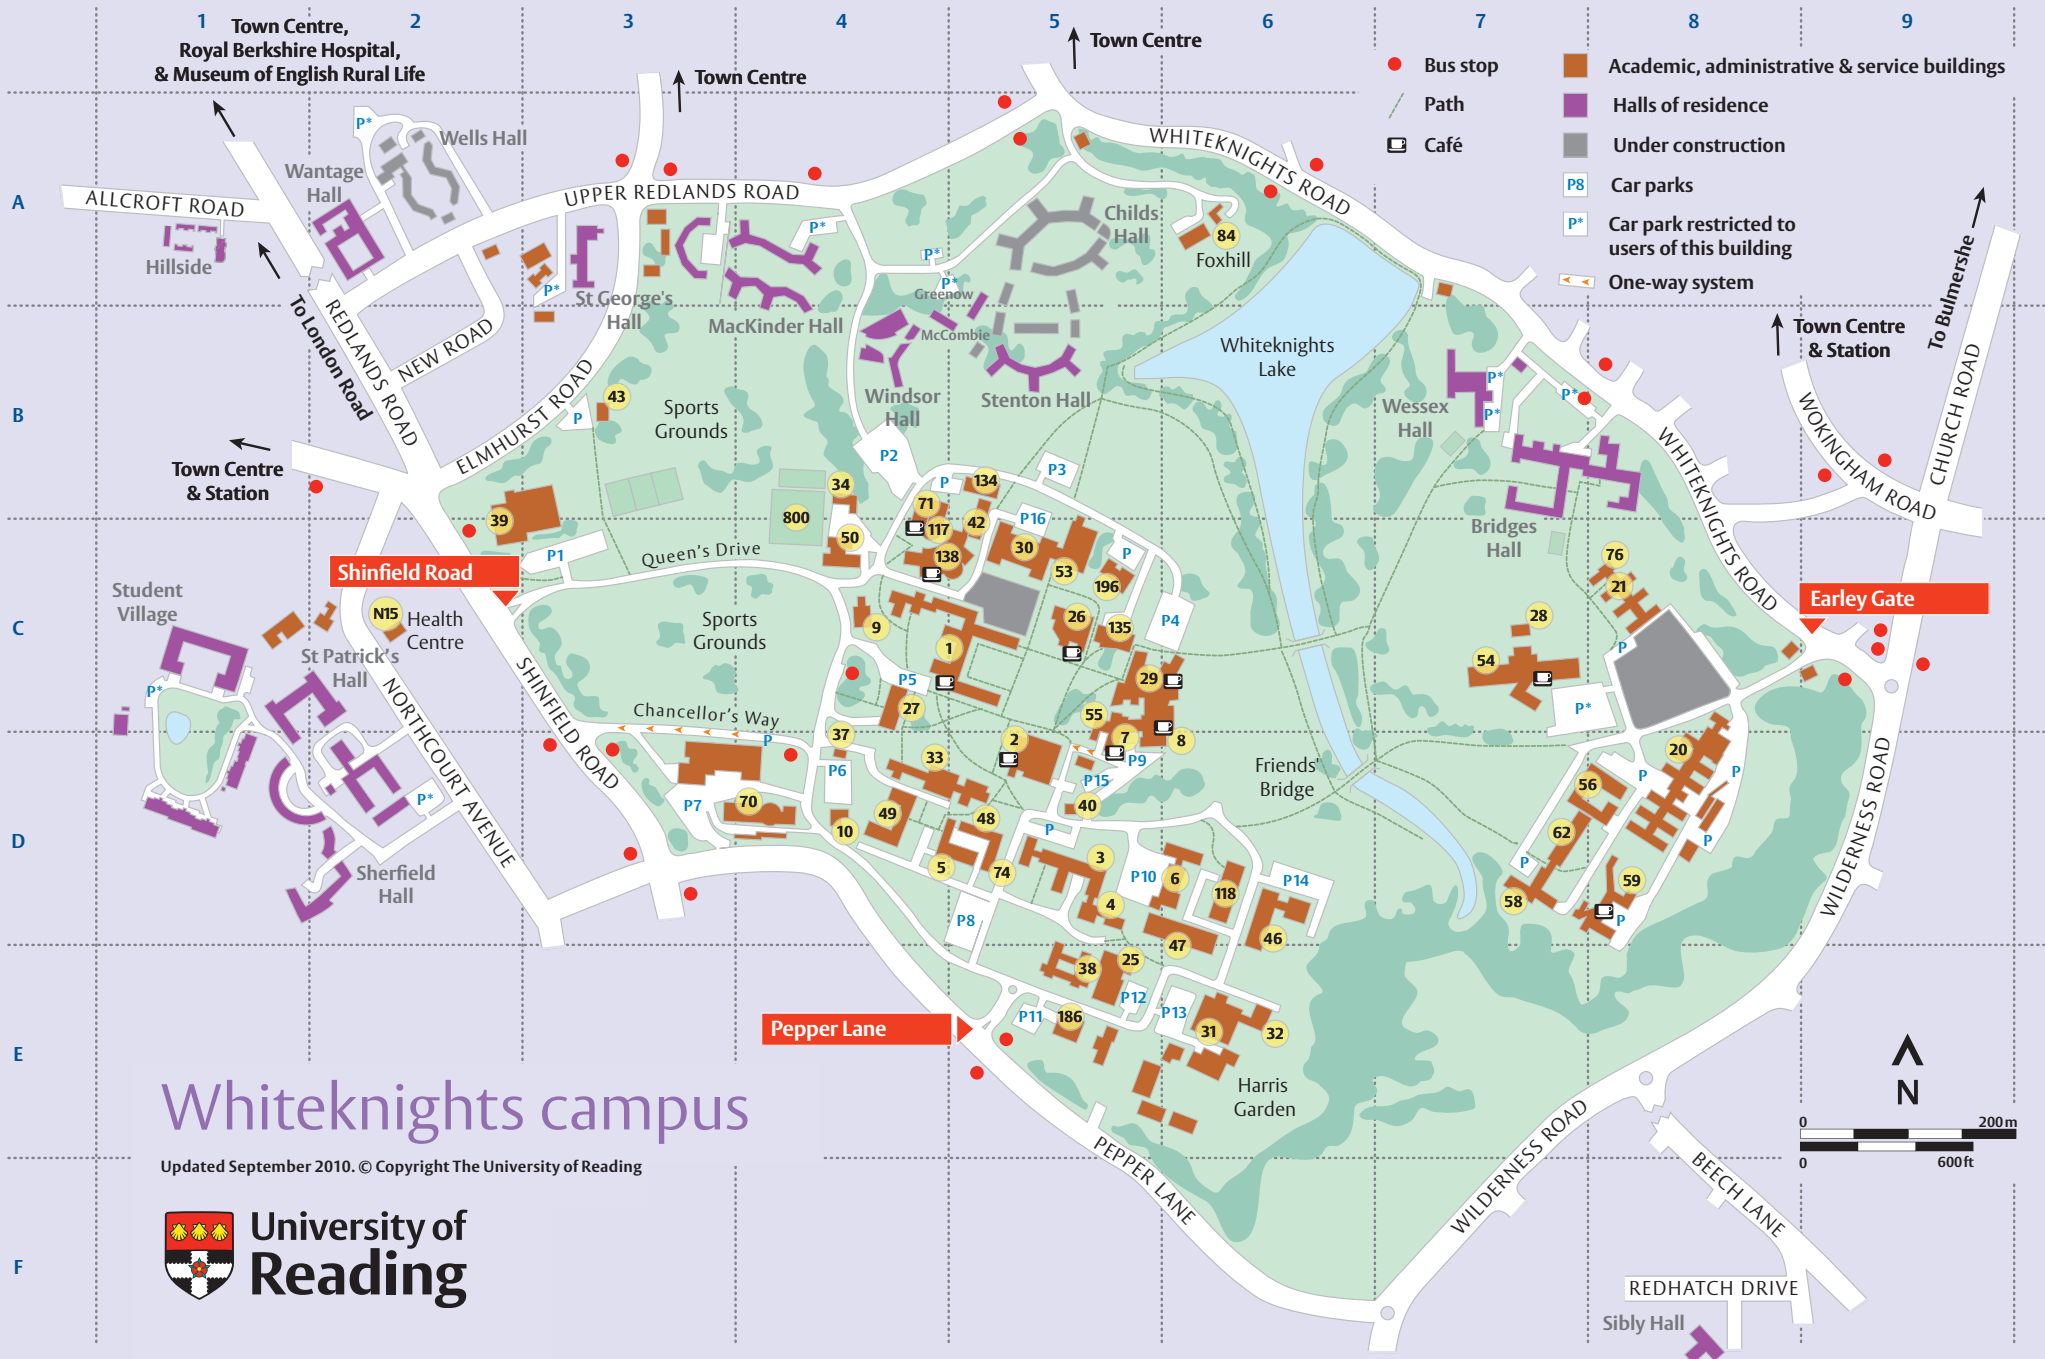 1
2
3
4
5
6
7
8
9
A
B
C
D
E
F
Town Centre,
Royal Berkshire Hospital,
& Museum of English Rural Life
Town Centre
Town Centre
Bus stop
Path
Café
Academic, administrative & service buildings
Halls of residence
Under construction
P8 Car parks
P* Car park restricted to
users of this building
One-way system
P*
Wells Hall
Wantage
Hall
ALLCROFT ROAD
Hillside
UPPER REDLANDS ROAD
WHITEKNIGHTS ROAD
P*
St George's
Hall
MacKinder Hall
P*
P*
P*
Greenow
McCombie
Childs
Hall
84
Foxhill
To London Road
REDLANDS ROAD
NEW ROAD
ELMHURST ROAD
43
P
Sports
Grounds
Windsor
Hall
Stenton Hall
Whiteknights
Lake
Wessex
Hall
P*
P*
P*
Town Centre
& Station
To Bulmershe
CHURCH ROAD
WOKINGHAM ROAD
WHITEKNIGHTS ROAD
Town Centre
& Station
P2
P3
P
134
34
71
800
39
50
117
42
P16
138
30
53
P
196
Bridges
Hall
76
21
P1
Queen's Drive
Shinfield Road
Earley Gate
Student
Village
N15
Health
Centre
Sports
Grounds
9
26
135
P4
1
28
54
P
P*
St Patrick's
Hall
P*
NORTHCOURT AVENUE
SHINFIELD ROAD
P5
27
29
55
Chancellor's Way
P
37
2
7
8
P9
P15
33
P6
Friends'
Bridge
20
56
P
P
P
P7
70
49
10
48
40
P
62
P
P*
Sherfield
Hall
5
74
3
P10
6
118
P14
4
58
59
P
P8
47
46
38
25
P12
P13
P11
186
31
32
Pepper Lane
Harris
Garden
WILDERNESS ROAD
WILDERNESS ROAD
PEPPER LANE
BEECH LANE
REDHATCH DRIVE
Sibly Hall
N
0 200 m
0 600 ft
Whiteknights campus
Updated September 2010. © Copyright The University of Reading
University of
Reading